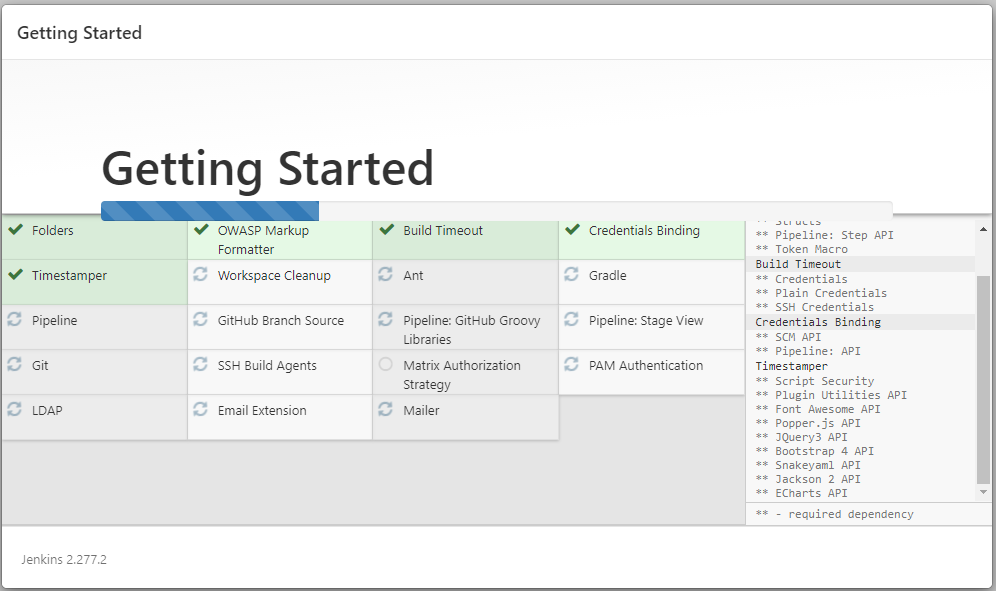 Getting Started
Getting Started
Folders
OWASP Markup
Formatter
Build Timeout
Credentials Binding
Timestamper
Workspace Cleanup
Ant
Gradle
Pipeline
GitHub Branch Source
Pipeline: GitHub Groovy
Libraries
Pipeline: Stage View
Git
SSH Build Agents
Matrix Authorization
Strategy
PAM Authentication
LDAP
Email Extension
Mailer
** Structs
** Pipeline: Step API
** Token Macro
Build Timeout
** Credentials
** Plain Credentials
** SSH Credentials
Credentials Binding
** SCM API
** Pipeline: API
Timestamper
** Script Security
** Plugin Utilities API
** Font Awesome API
** Popper.js API
** JQuery3 API
** Bootstrap 4 API
** Snakeyaml API
** Jackson 2 API
** ECharts API
** - required dependency
Jenkins 2.277.2